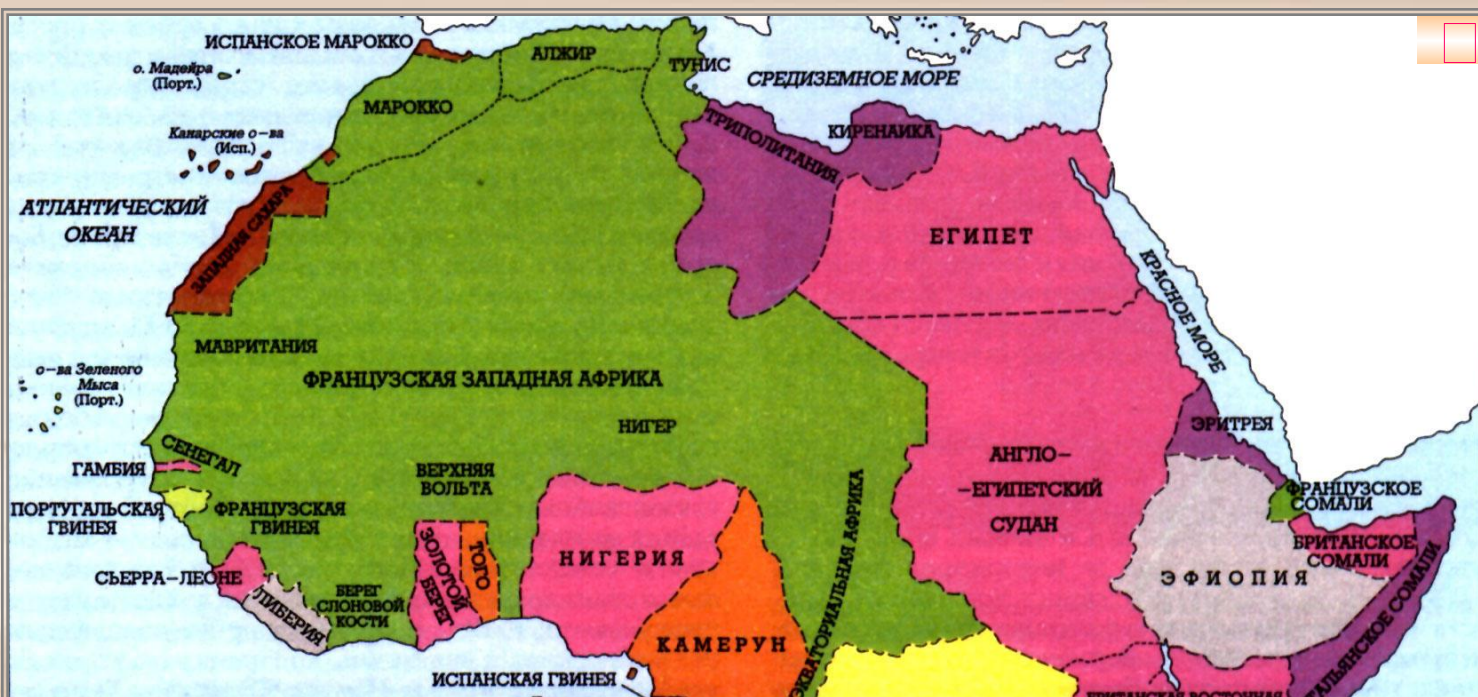 ИСПАНСКОЕ МАРОККО
АЛЖИР
ТУНИС
о. Мадейра
(Порт.)
СРЕДИЗЕМНОЕ МОРЕ
МАРОККО
ТРИПОЛИТАНИЯ
КИРЕНАИКА
Канарские о–ва
(Исп.)
АТЛАНТИЧЕСКИЙ
ОКЕАН
ЗАПАДНАЯ САХАРА
ЕГИПЕТ
КРАСНОЕ МОРЕ
МАВРИТАНИЯ
ФРАНЦУЗСКАЯ ЗАПАДНАЯ АФРИКА
о–ва Зеленого
Мыса
(Порт.)
НИГЕР
ЭРИТРЕЯ
СЕНЕГАЛ
ГАМБИЯ
ВЕРХНЯЯ
ВОЛЬТА
АНГЛО–
–ЕГИПЕТСКИЙ
СУДАН
ФРАНЦУЗСКОЕ
СОМАЛИ
ПОРТУГАЛЬСКАЯ
ГВИНЕЯ
ФРАНЦУЗСКАЯ
ГВИНЕЯ
БРИТАНСКОЕ
СОМАЛИ
ЗОЛОТОЙ
БЕРЕГ
ТОГО
НИГЕРИЯ
ЭКВАТОРИАЛЬНАЯ АФРИКА
СЬЕРРА–ЛЕОНЕ
ЛИБЕРИЯ
БЕРЕГ
СЛОНОВОЙ
КОСТИ
ЭФИОПИЯ
СОМАЛИ
КАМЕРУН
ИСПАНСКАЯ ГВИНЕЯ